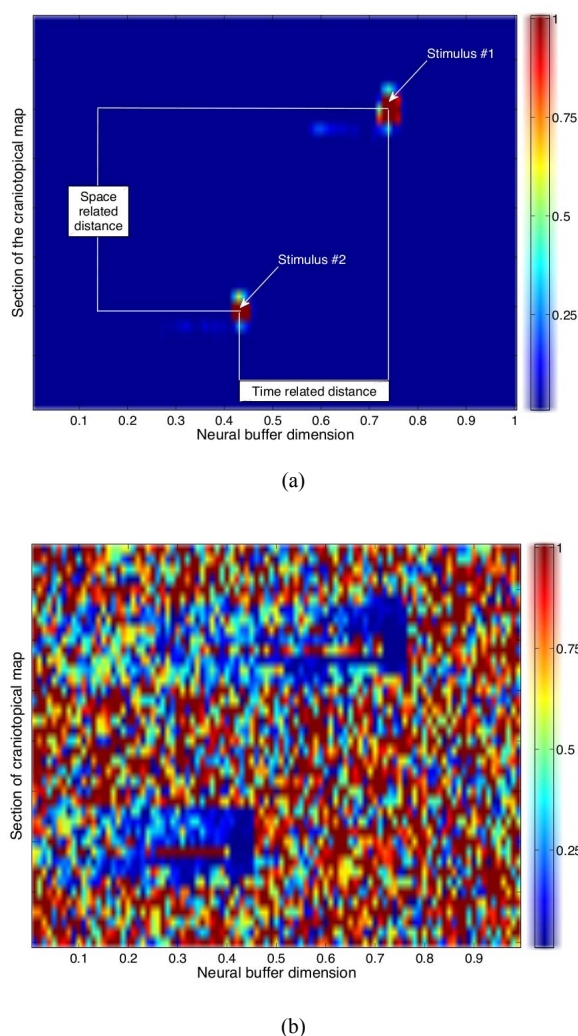 Stimulus #1
Space
related
distance
Stimulus #2
Time related distance
Section of the craniotopical map
0.1 0.2 0.3 0.4 0.5 0.6 0.7 0.8 0.9 1
Neural buffer dimension
1
0.75
0.5
0.25
(a)
Section of craniotopical map
0.1 0.2 0.3 0.4 0.5 0.6 0.7 0.8 0.9
Neural buffer dimension
1
0.75
0.5
0.25
(b)